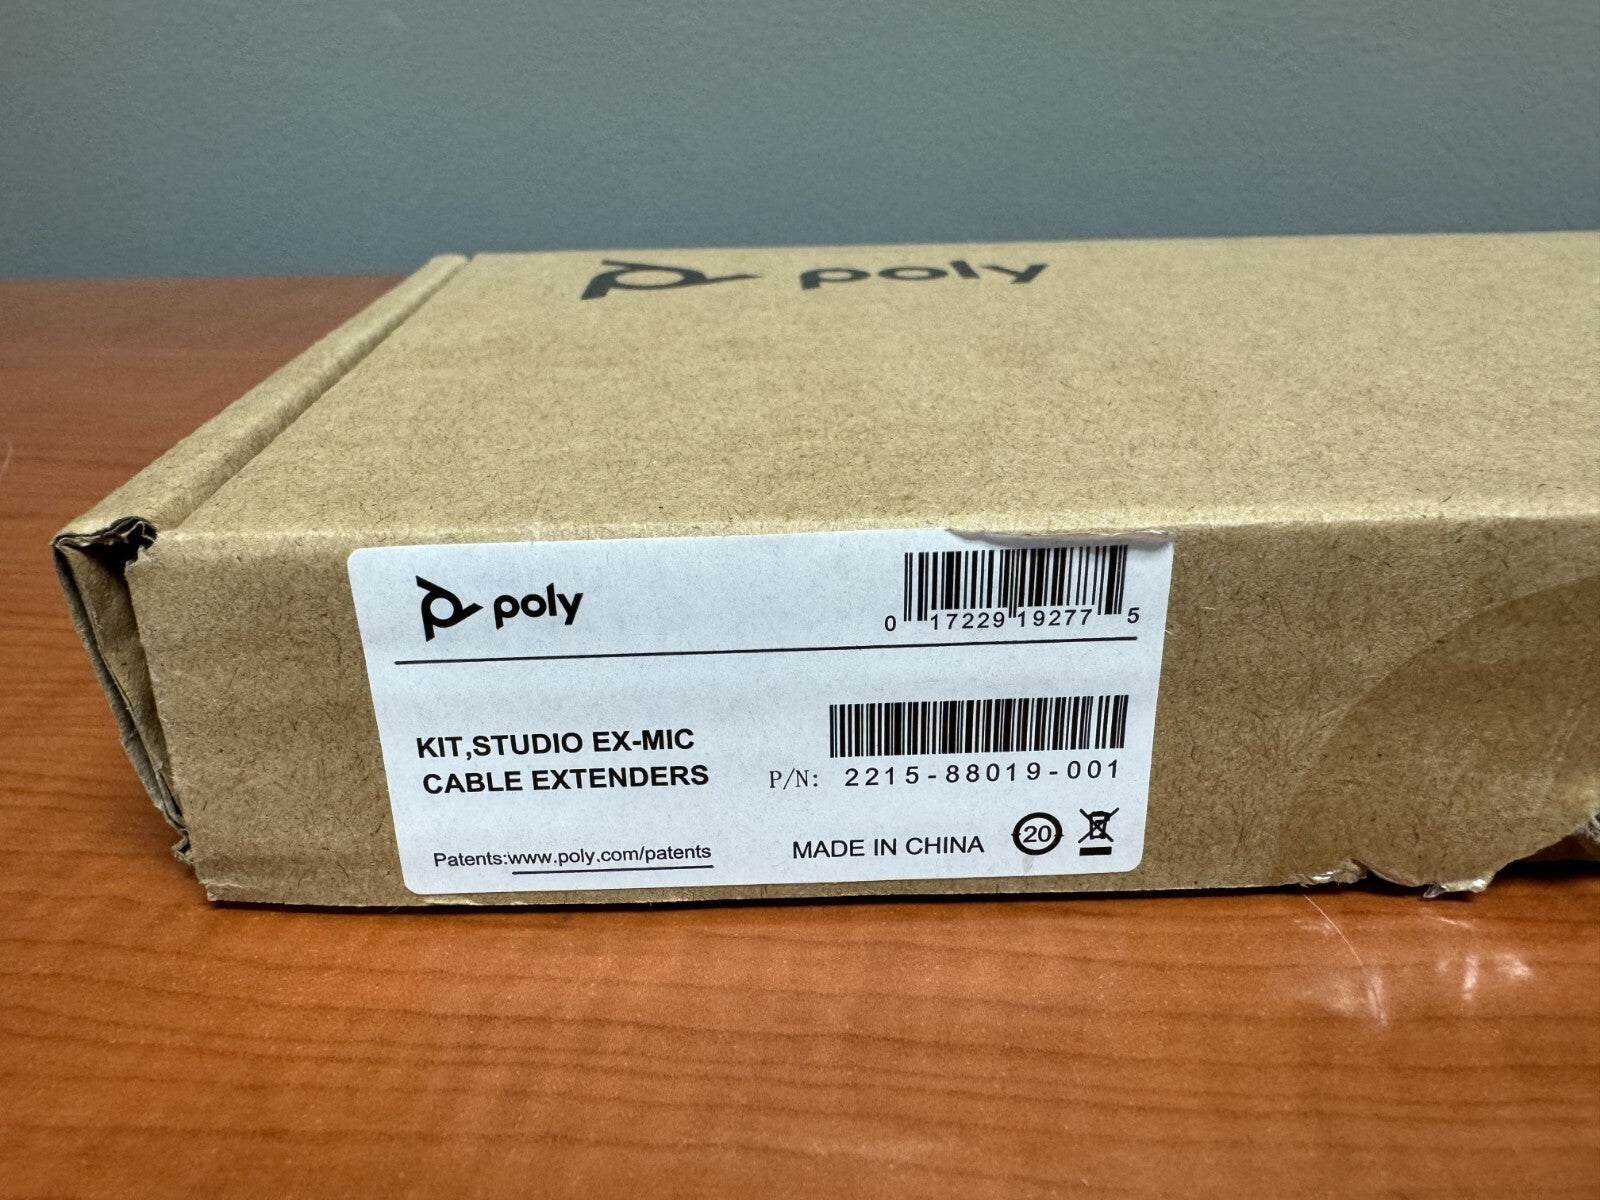 poly
poly
0 17229 19277 5
KIT,STUDIO EX-MIC
CABLE EXTENDERS
P/N: 2215-88019-001
Patents:www.poly.com/patents
MADE IN CHINA
20